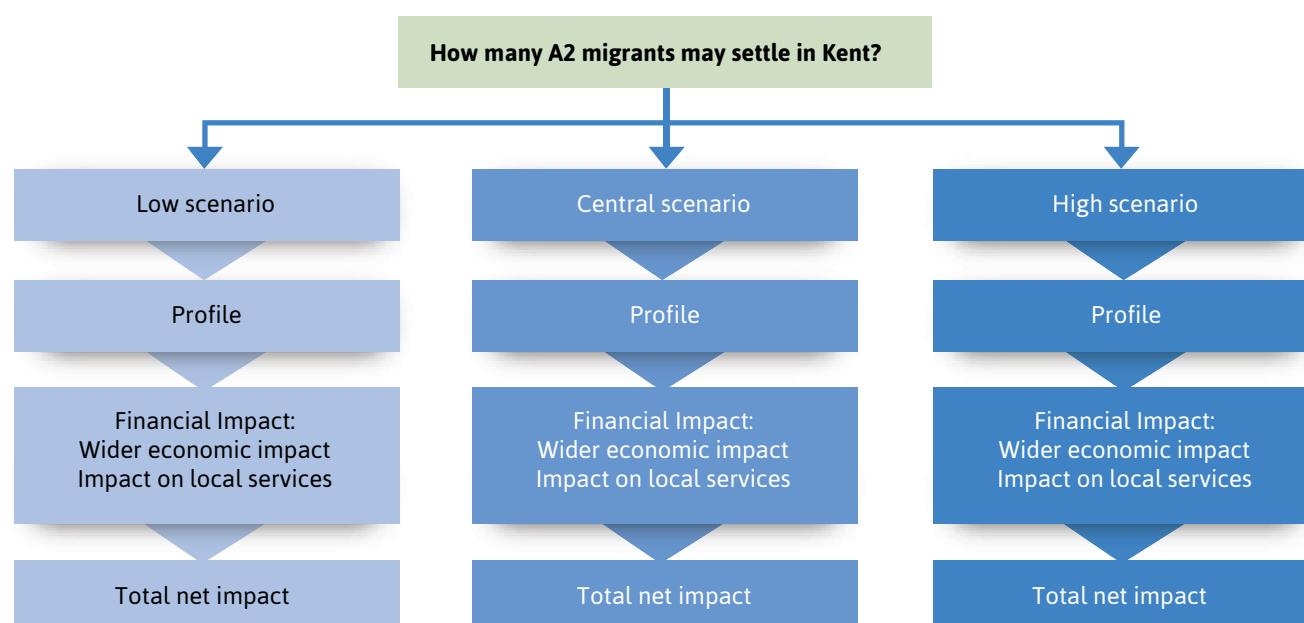 How many A2 migrants may settle in Kent?
Low scenario
Central scenario
High scenario
Profile
Profile
Profile
Financial Impact:
Wider economic impact
Impact on local services
Financial Impact:
Wider economic impact
Impact on local services
Financial Impact:
Wider economic impact
Impact on local services
Total net impact
Total net impact
Total net impact